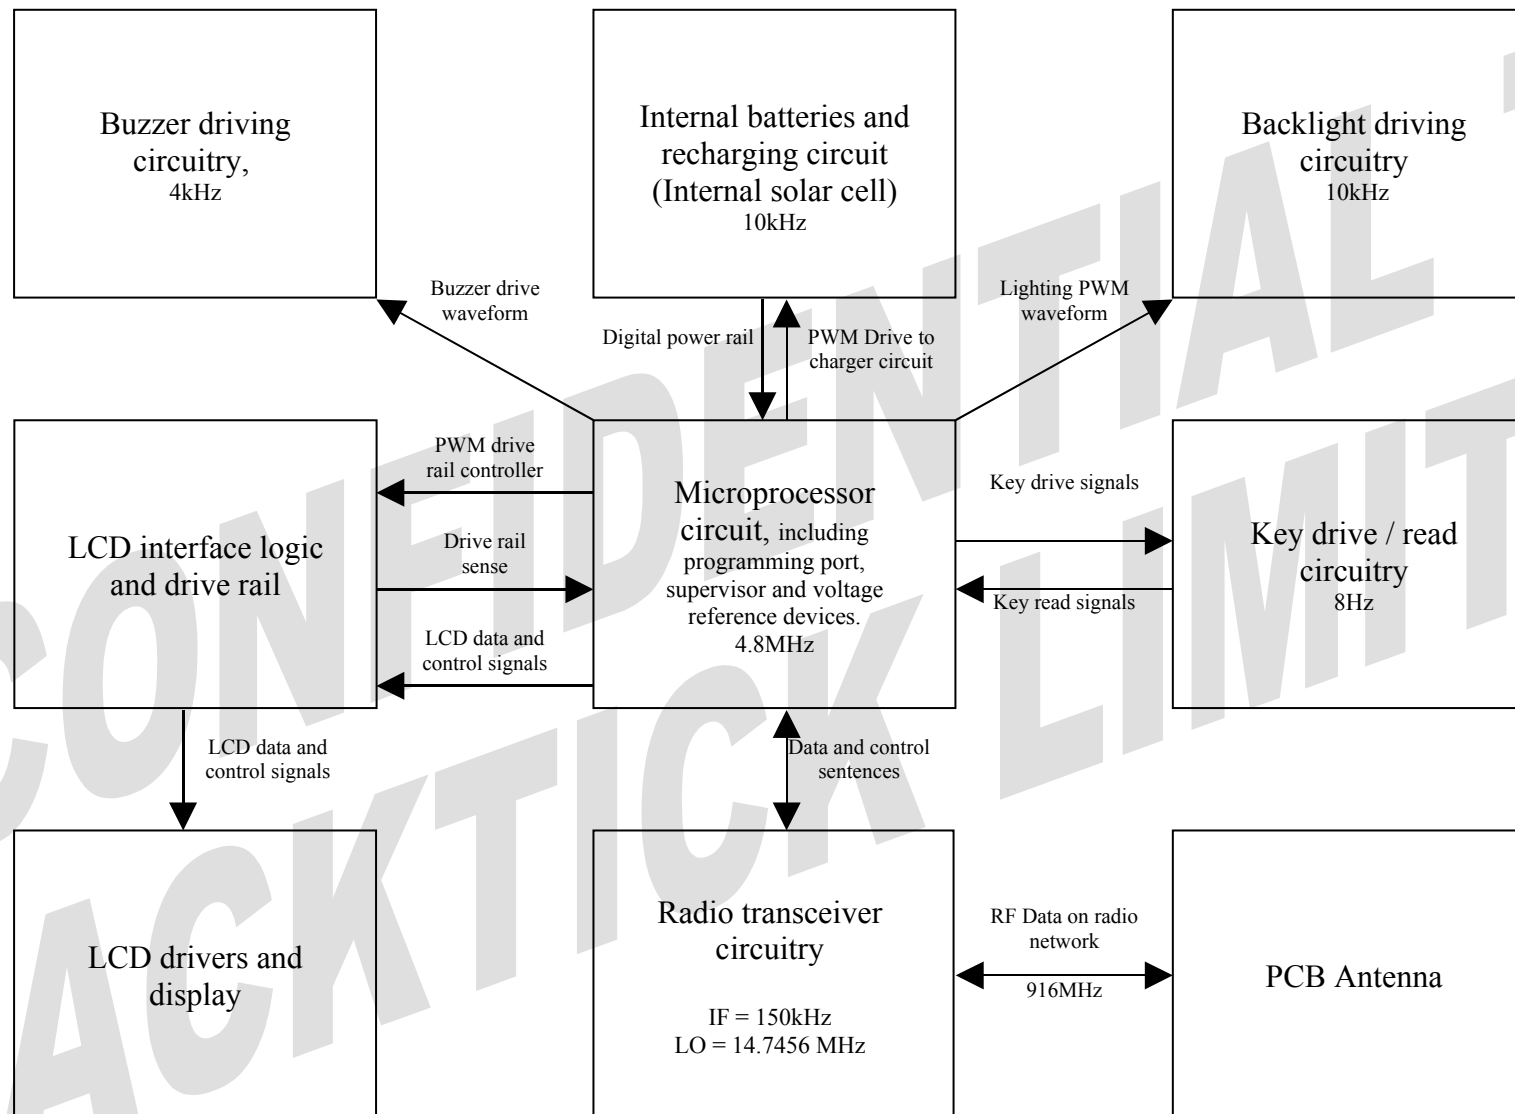 Buzzer driving
circuitry,
4kHz
Internal batteries and
recharging circuit
(Internal solar cell)
10kHz
Backlight driving
circuitry
10kHz
Buzzer drive
waveform
Digital power rail
PWM Drive to
charger circuit
Lighting PWM
waveform
LCD interface logic
and drive rail
PWM drive
rail controller
Drive rail
sense
LCD data and
control signals
Microprocessor
circuit, including
programming port,
supervisor and voltage
reference devices.
4.8MHz
Key drive signals
Key read signals
Key drive / read
circuitry
8Hz
LCD data and
control signals
Data and control
sentences
LCD drivers and
display
Radio transceiver
circuitry
IF = 150kHz
LO = 14.7456 MHz
RF Data on radio
network
916MHz
PCB Antenna
CONFIDENTIAL T
ACKTICK LIMIT